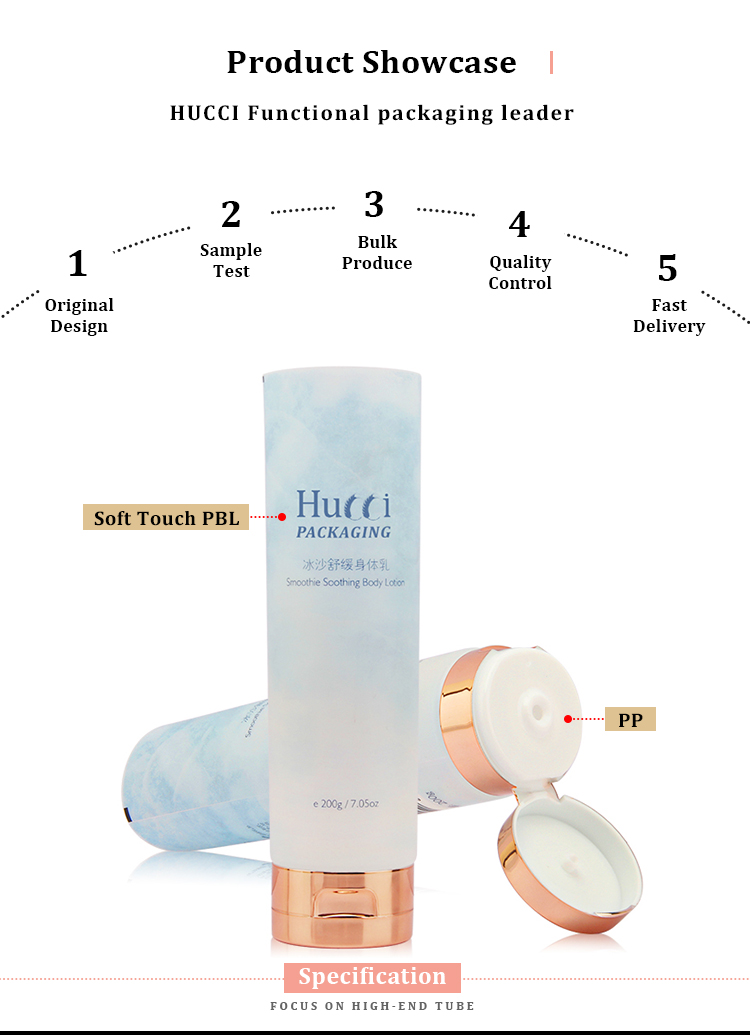 Product Showcase
HUCCI Functional packaging leader
1
Original
Design
2
Sample
Test
3
Bulk
Produce
4
Quality
Control
5
Fast
Delivery
Soft Touch PBL
Hucci
PACKAGING
冰沙舒缓身体乳
Smoothie Soothing Body Lotion
PP
e 200g / 7.05oz
Specification
FOCUS ON HIGH-END TUBE